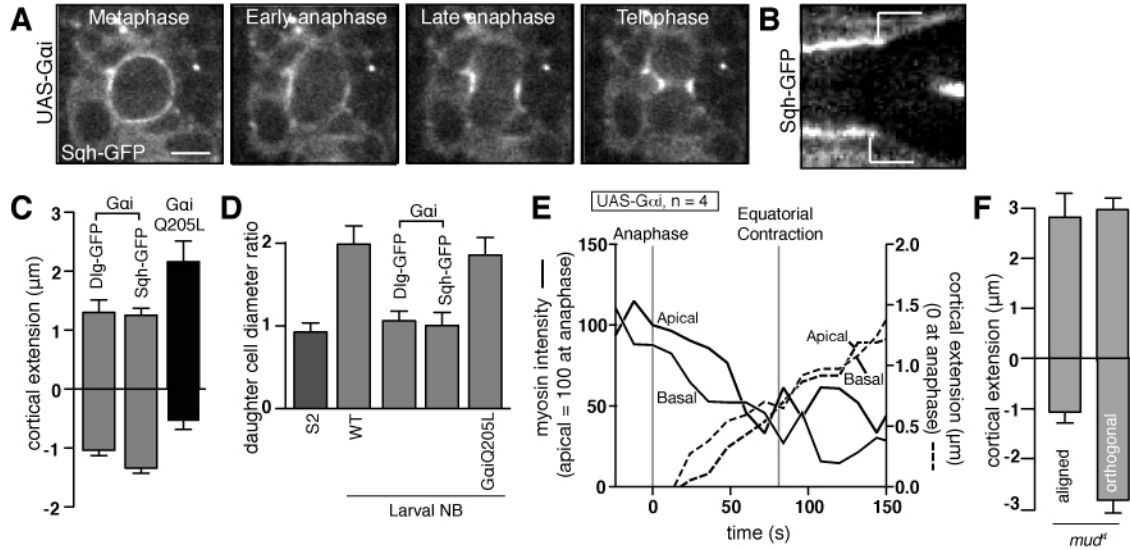 A
Metaphase
Early anaphase
Late anaphase
Telophase
UAS-Gαi
Sqh-GFP
B
Sqh-GFP
C
cortical extension (μm)
3
2
1
0
-1
-2
Gαi
Dlg-GFP
Sqh-GFP
Gαi
Q205L
D
daughter cell diameter ratio
2
1
0
Gαi
Dlg-GFP
Sqh-GFP
S2
WT
GαiQ205L
Larval NB
E
UAS-Gαi, n = 4
Anaphase
Equatorial
Contraction
myosin intensity
(apical = 100 at anaphase)
150
100
50
0
Apical
Basal
Apical
Basal
2.0
1.5
1.0
0.5
0.0
cortical extension (μm)
(0 at anaphase)
0
50
100
150
time (s)
F
cortical extension (μm)
3
2
1
0
-1
-2
-3
aligned
orthogonal
mud⁴